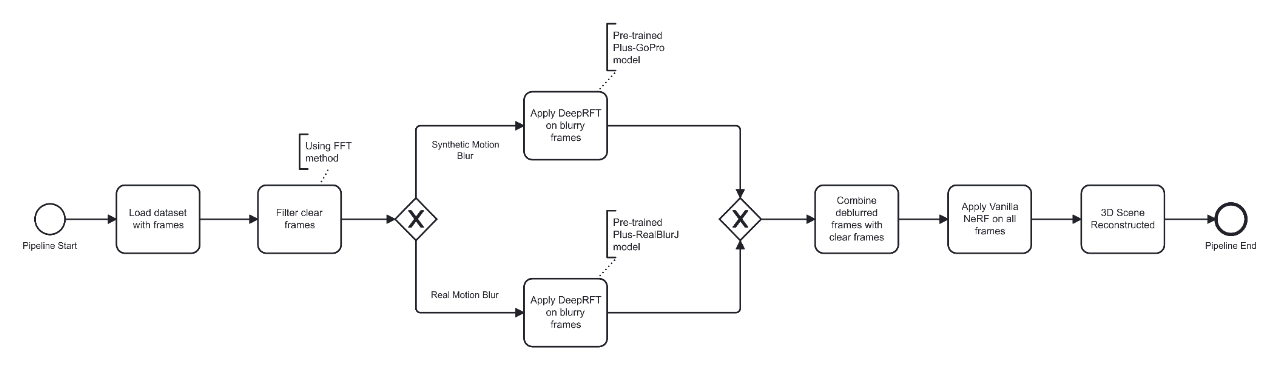 Pipeline Start
Load dataset
with frames
Using FFT
method
Filter clear
frames
X
Synthetic Motion
Blur
Real Motion Blur
Pre-trained
Plus-GoPro
model
Apply DeepRFT
on blurry
frames
Pre-trained
Plus-RealBlurJ
model
Apply DeepRFT
on blurry
frames
X
Combine
deblurred
frames with
clear frames
Apply Vanilla
NeRF on all
frames
3D Scene
Reconstructed
Pipeline End